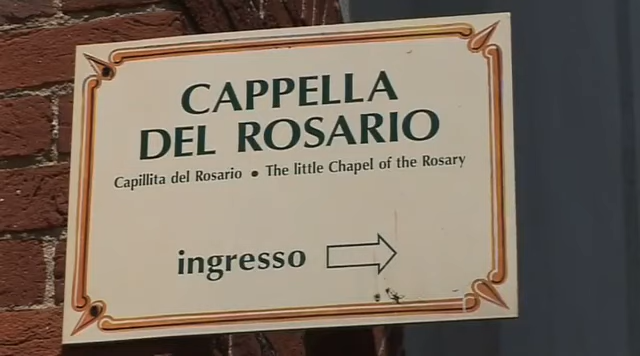 CAPPELLA
DEL ROSARIO
Capillita del Rosario • The little Chapel of the Rosary
ingresso